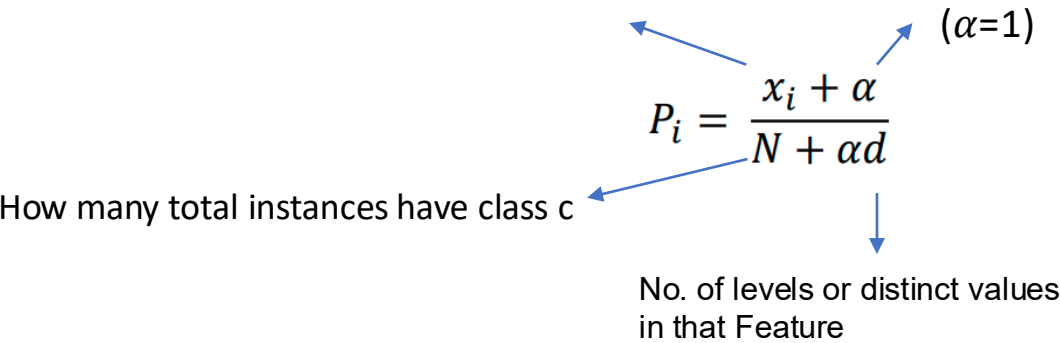 (𝛼=1)
𝑃𝑖 = 𝑥𝑖 + 𝛼
𝑁 + 𝛼𝑑
How many total instances have class c
No. of levels or distinct values
in that Feature